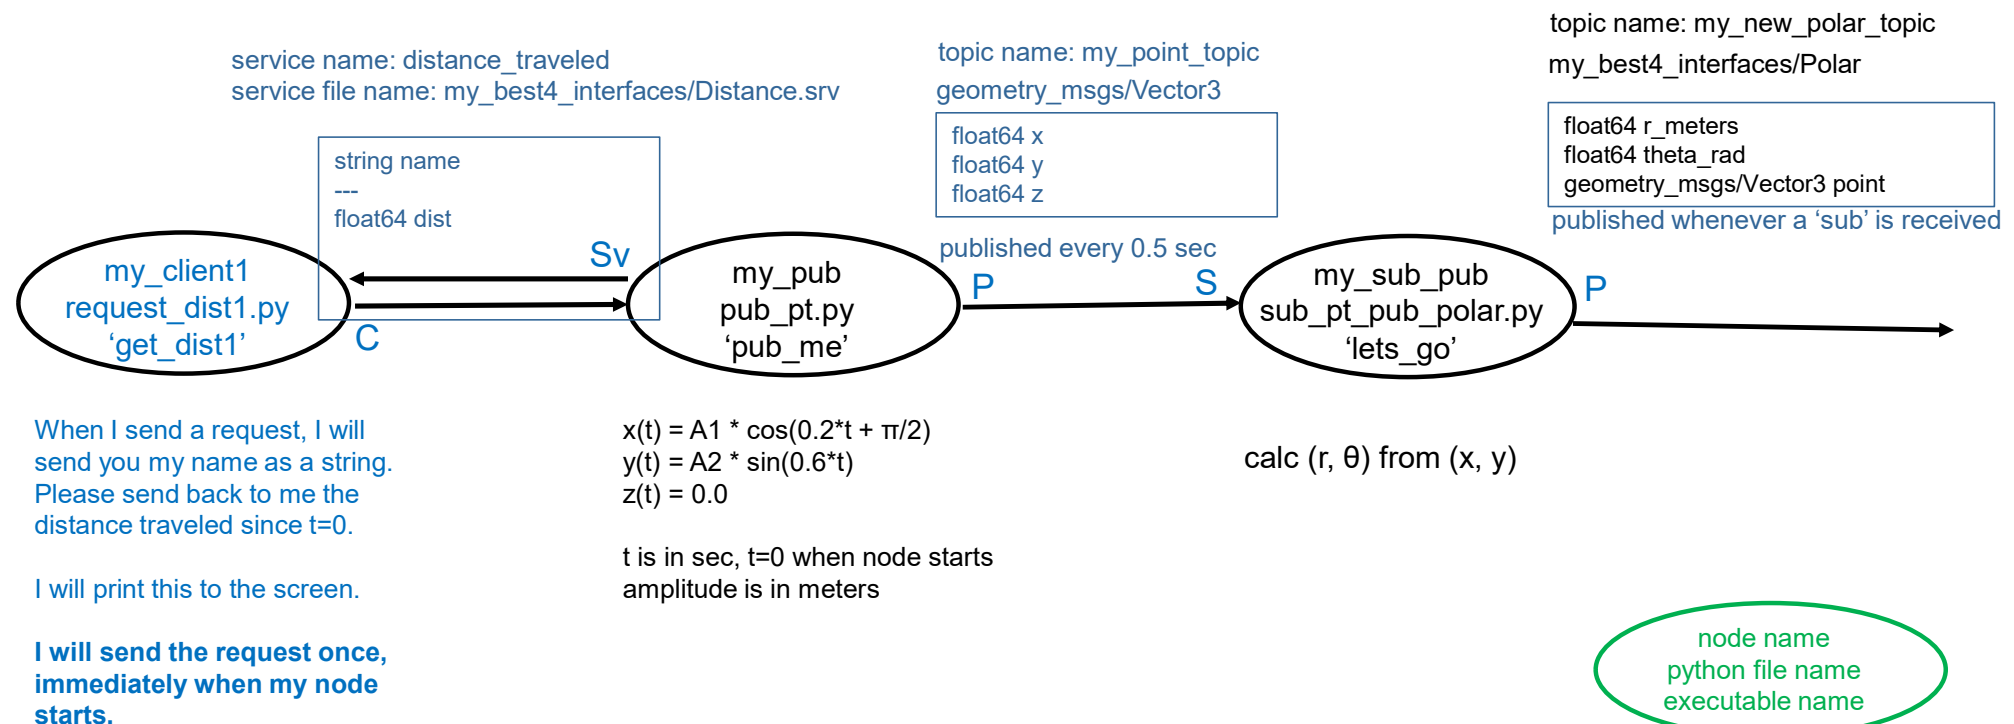 service name: distance_traveled
service file name: my_best4_interfaces/Distance.srv
string name
---
float64 dist
topic name: my_point_topic
geometry_msgs/Vector3
float64 x
float64 y
float64 z
published every 0.5 sec
topic name: my_new_polar_topic
my_best4_interfaces/Polar
float64 r_meters
float64 theta_rad
geometry_msgs/Vector3 point
published whenever a ‘sub’ is received
my_client1
request_dist1.py
‘get_dist1’
Sv
C
my_pub
pub_pt.py
‘pub_me’
P
S
my_sub_pub
sub_pt_pub_polar.py
‘lets_go’
P
When I send a request, I will
send you my name as a string.
Please send back to me the
distance traveled since t=0.
I will print this to the screen.
I will send the request once,
immediately when my node
starts.
x(t) = A1 * cos(0.2*t + π/2)
y(t) = A2 * sin(0.6*t)
z(t) = 0.0
t is in sec, t=0 when node starts
amplitude is in meters
calc (r, θ) from (x, y)
node name
python file name
executable name